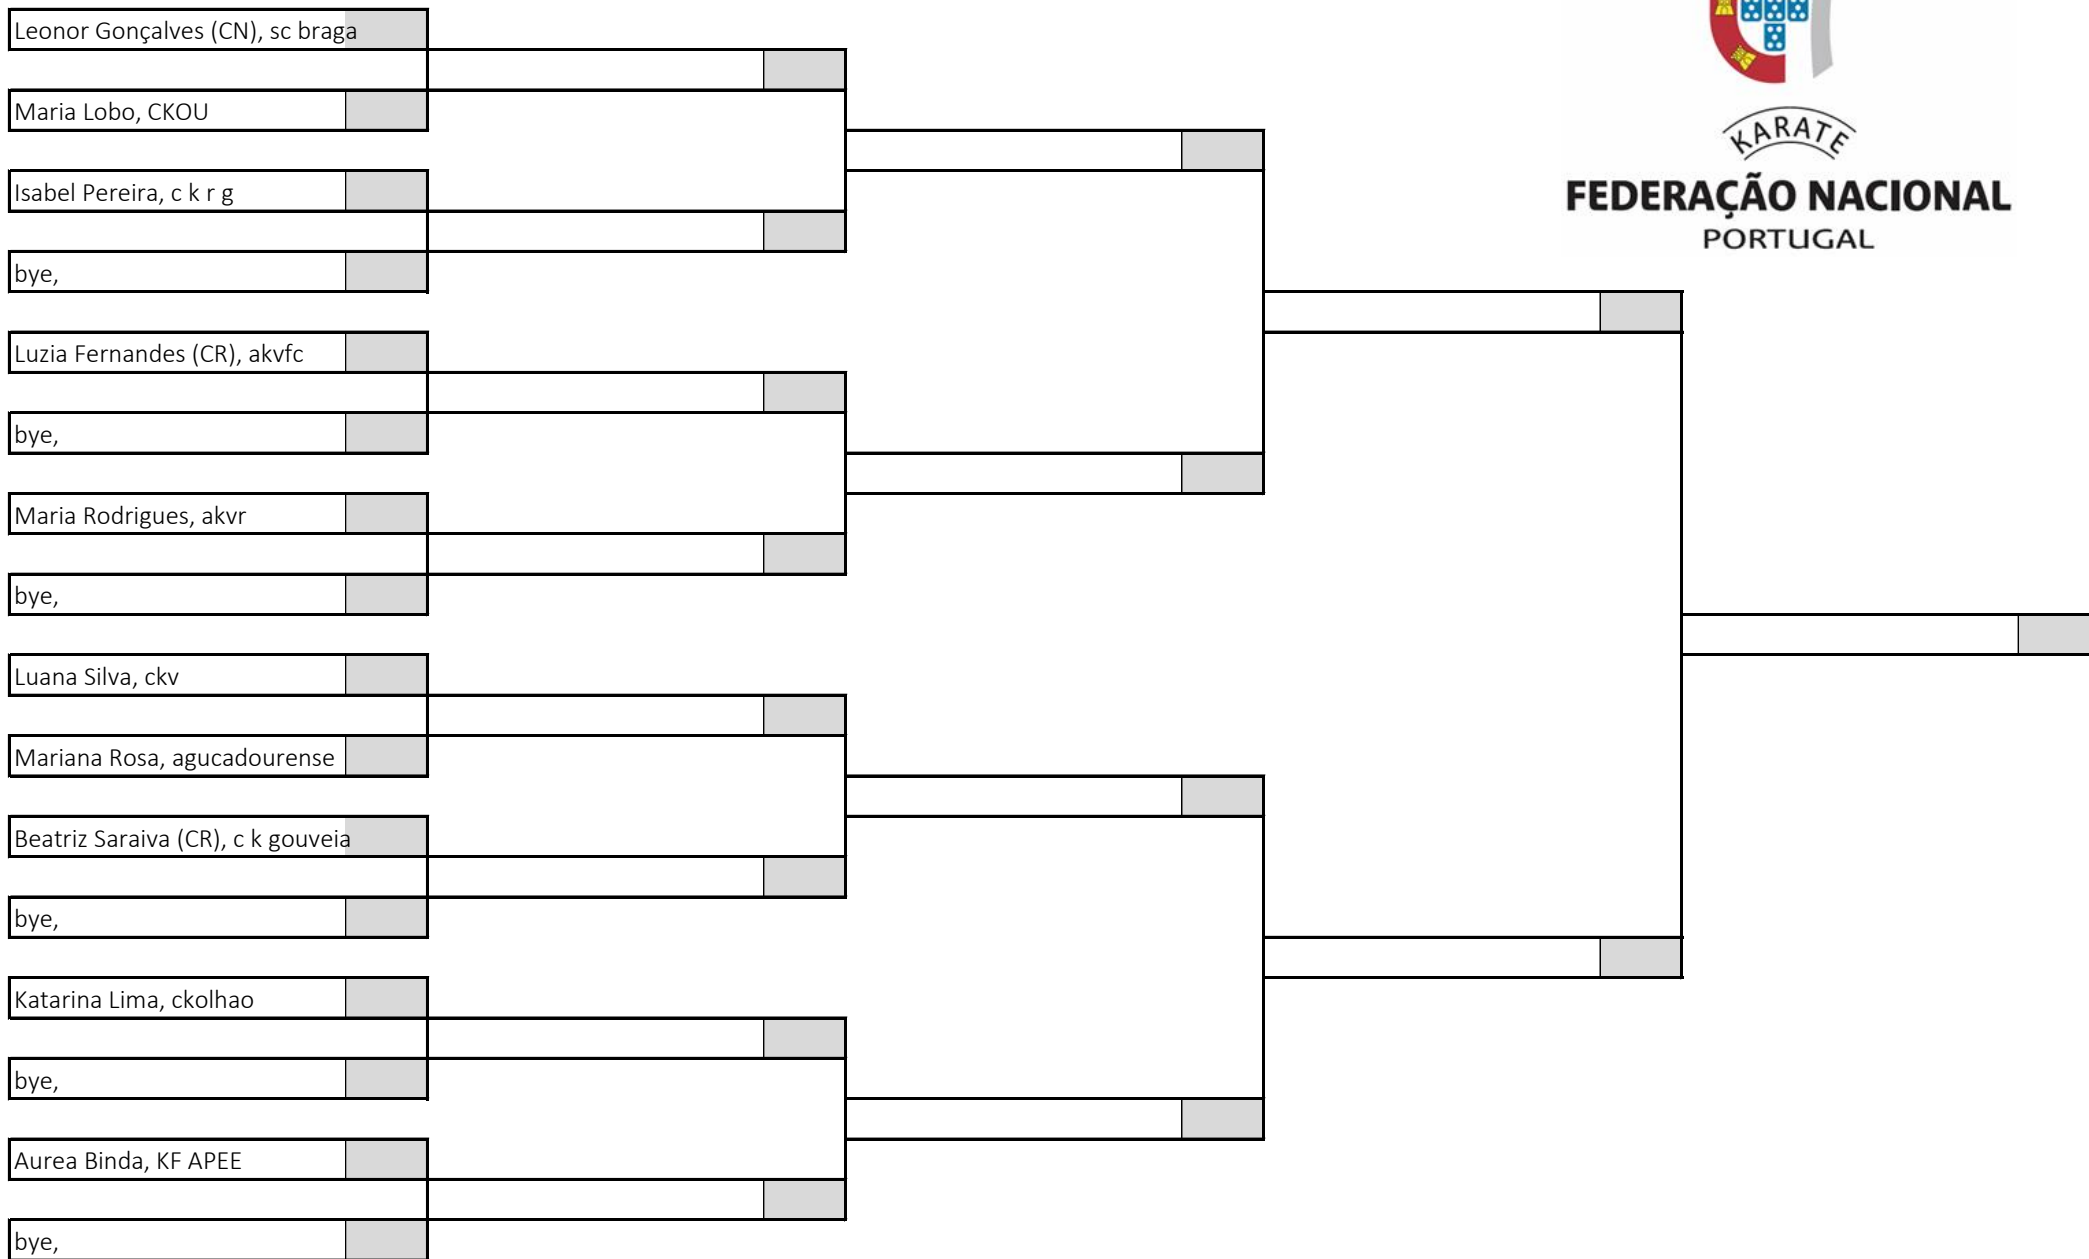 Leonor Gonçalves (CN), sc braga
Maria Lobo, CKOU
Isabel Pereira, c k r g
bye,
Luzia Fernandes (CR), akvfc
bye,
Maria Rodrigues, akvr
bye,
Luana Silva, ckv
Mariana Rosa, agucadourense
Beatriz Saraiva (CR), c k gouveia
bye,
Katarina Lima, ckolhao
bye,
Aurea Binda, KF APEE
bye,
KARATE
FEDERAÇÃO NACIONAL
PORTUGAL